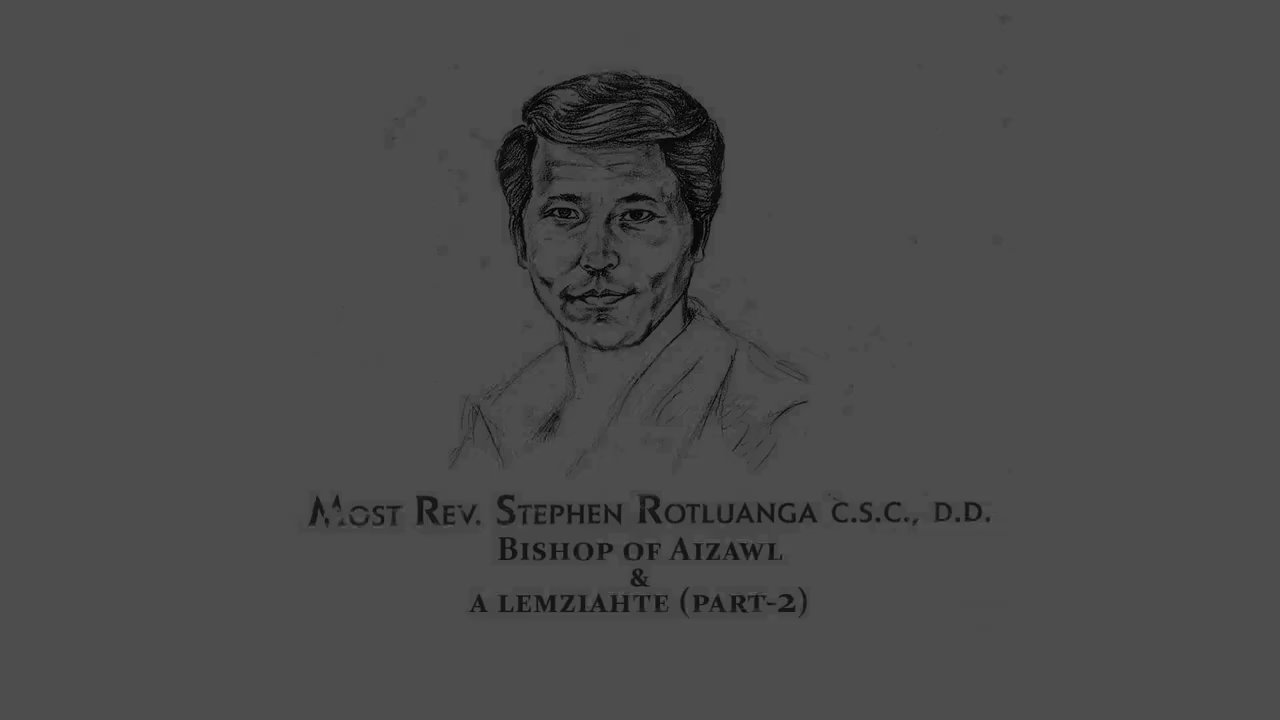 Most Rev. Stephen Rotluanga C.S.C., D.D.
Bishop of Aizawl
&
A LEMZIAHTE (PART-2)